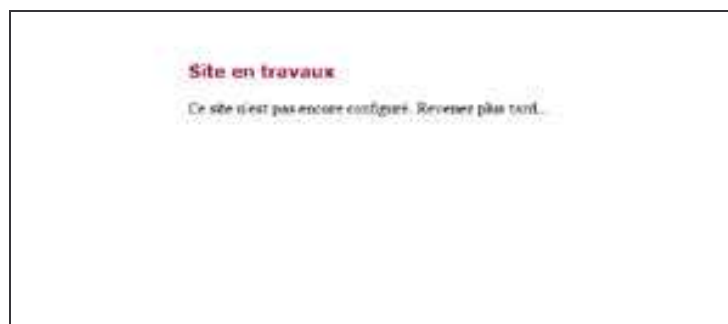 Site en travaux
Ce site n'est pas encore configuré. Revenez plus tard...